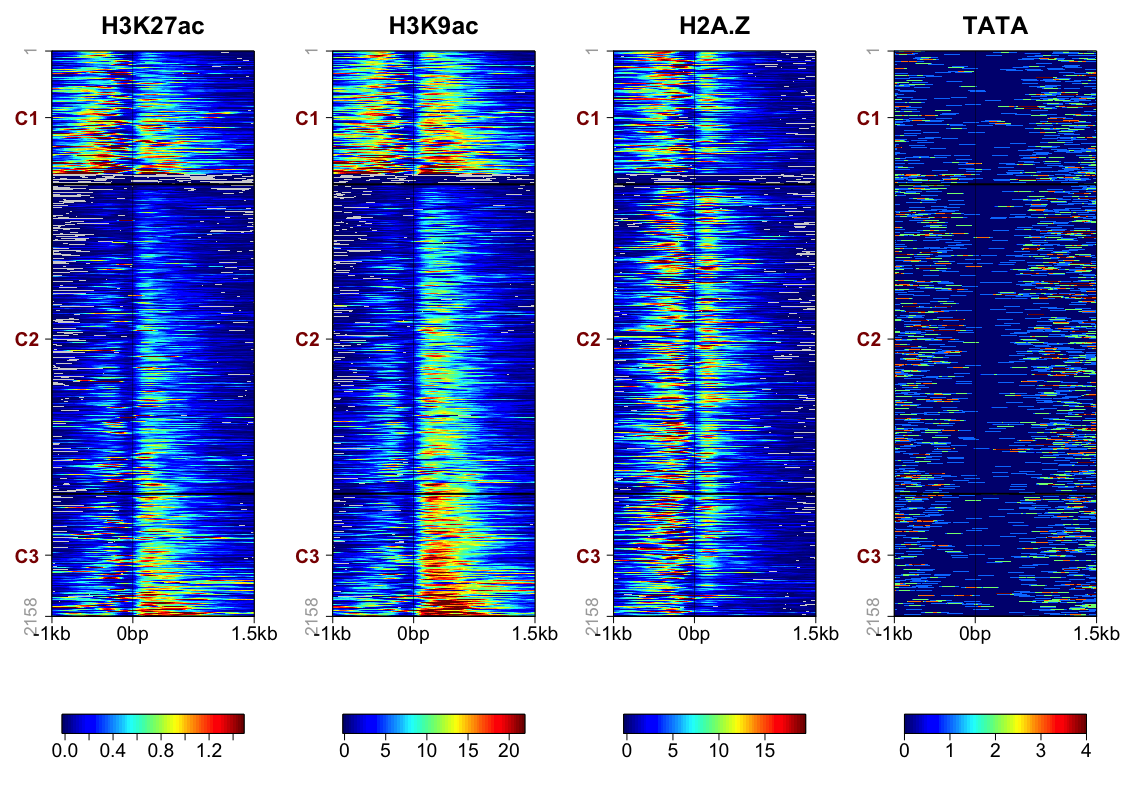 H3K27ac H3K9ac H2A.Z TATA
1 1 1 1
C1 C1 C1 C1
C2 C2 C2 C2
C3 C3 C3 C3
2158 2158 2158 2158
-1kb 0bp 1.5kb -1kb 0bp 1.5kb -1kb 0bp 1.5kb -1kb 0bp 1.5kb
0.0 0.4 0.8 1.2 0 5 10 15 20 0 5 10 15 0 1 2 3 4